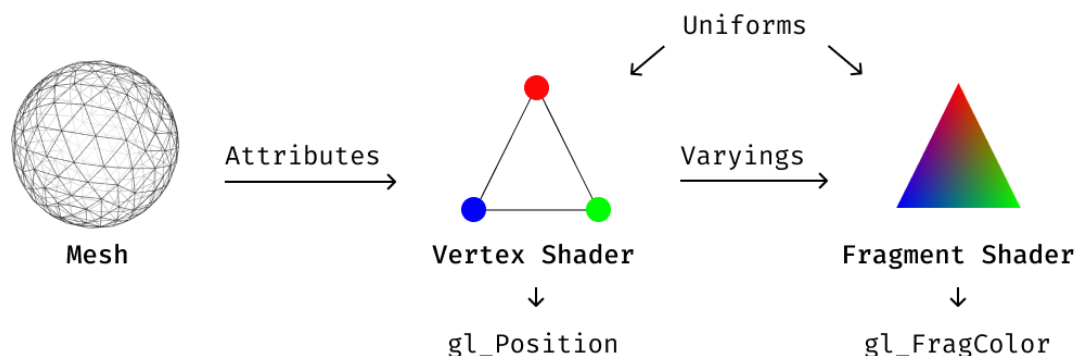 Uniforms
Attributes
Varyings
Mesh
Vertex Shader
Fragment Shader
gl_Position
gl_FragColor